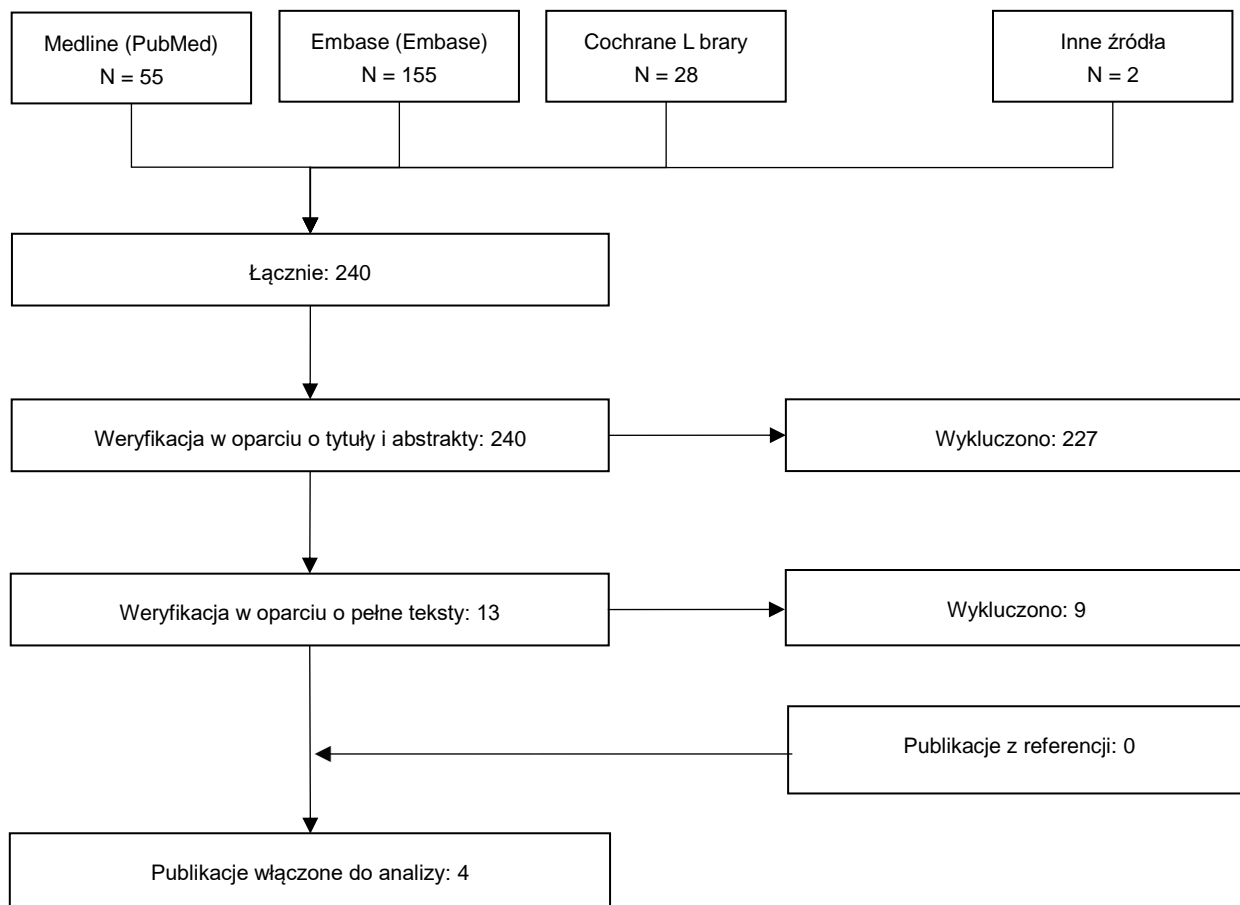 Medline (PubMed)
N = 55
Embase (Embase)
N = 155
Cochrane L brary
N = 28
Inne źródła
N = 2
Łącznie: 240
Weryfikacja w oparciu o tytuły i abstrakty: 240
Wykluczono: 227
Weryfikacja w oparciu o pełne teksty: 13
Wykluczono: 9
Publikacje z referencji: 0
Publikacje włączone do analizy: 4